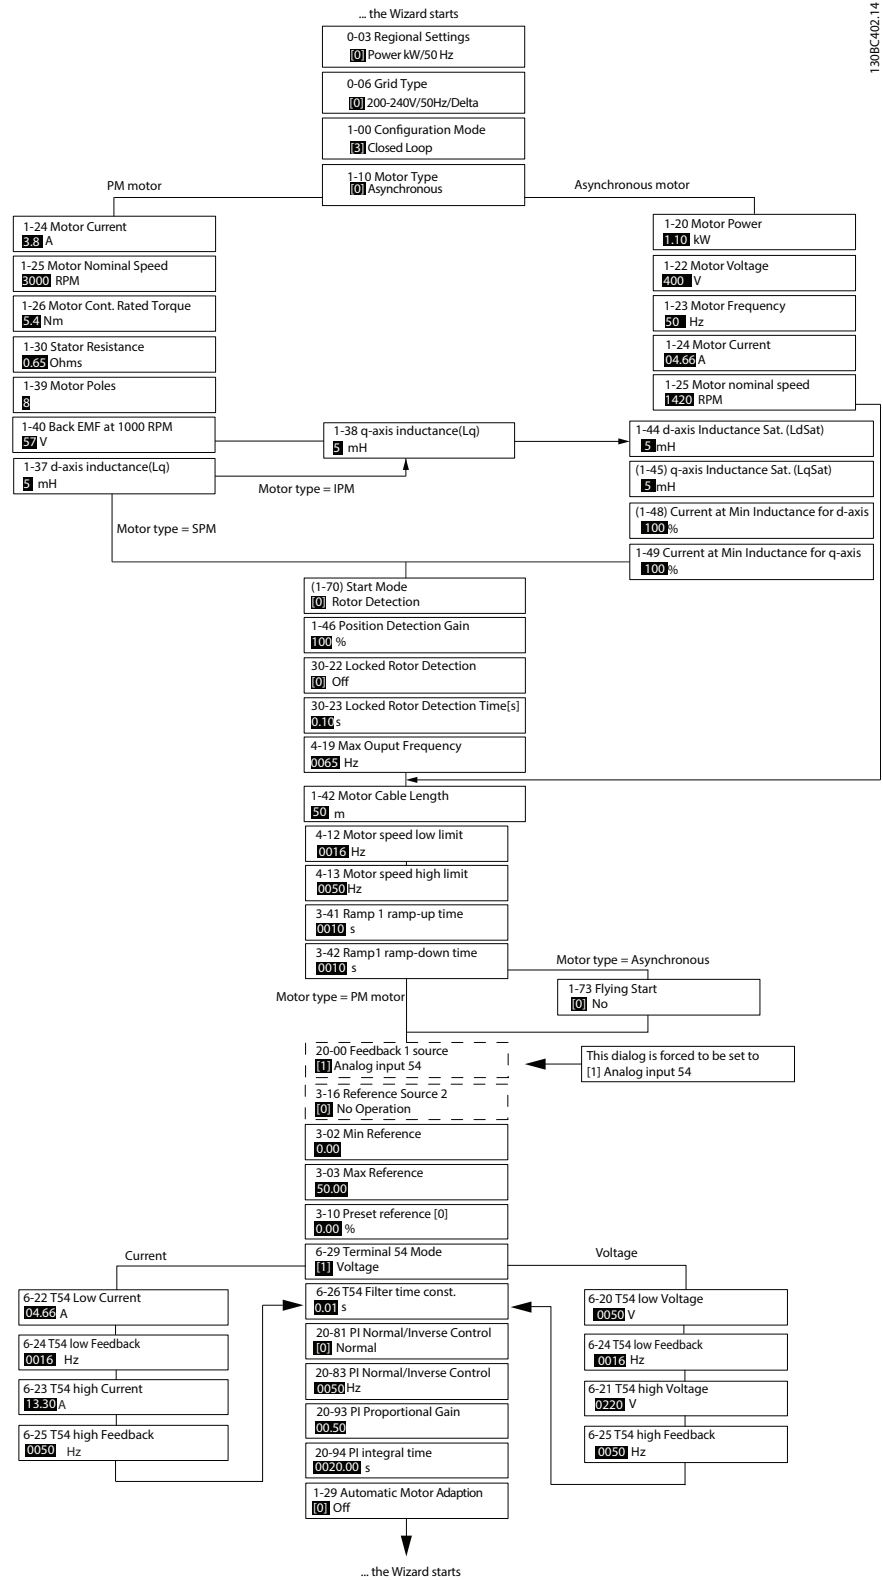 ... the Wizard starts
130BC402.14
0-03 Regional Settings
[0] Power kW/50 Hz
0-06 Grid Type
[0] 200-240V/50Hz/Delta
1-00 Configuration Mode
[3] Closed Loop
1-10 Motor Type
[0] Asynchronous
PM motor
Asynchronous motor
1-24 Motor Current
3.8 A
1-25 Motor Nominal Speed
3000 RPM
1-26 Motor Cont. Rated Torque
5.4 Nm
1-30 Stator Resistance
0.65 Ohms
1-39 Motor Poles
8
1-40 Back EMF at 1000 RPM
57 V
1-37 d-axis inductance(Lq)
5 mH
1-20 Motor Power
1.10 kW
1-22 Motor Voltage
400 V
1-23 Motor Frequency
50 Hz
1-24 Motor Current
04.66 A
1-25 Motor nominal speed
1420 RPM
1-38 q-axis inductance(Lq)
5 mH
Motor type = IPM
Motor type = SPM
1-44 d-axis Inductance Sat. (LdSat)
5 mH
(1-45) q-axis Inductance Sat. (LqSat)
5 mH
(1-48) Current at Min Inductance for d-axis
100 %
1-49 Current at Min Inductance for q-axis
100 %
(1-70) Start Mode
[0] Rotor Detection
1-46 Position Detection Gain
100 %
30-22 Locked Rotor Detection
[0] Off
30-23 Locked Rotor Detection Time[s]
0.10 s
4-19 Max Ouput Frequency
0065 Hz
1-42 Motor Cable Length
50 m
4-12 Motor speed low limit
0016 Hz
4-13 Motor speed high limit
0050 Hz
3-41 Ramp 1 ramp-up time
0010 s
3-42 Ramp1 ramp-down time
0010 s
Motor type = Asynchronous
Motor type = PM motor
1-73 Flying Start
[0] No
20-00 Feedback 1 source
[1] Analog input 54
This dialog is forced to be set to
[1] Analog input 54
3-16 Reference Source 2
[0] No Operation
3-02 Min Reference
0.00
3-03 Max Reference
50.00
3-10 Preset reference [0]
0.00 %
6-29 Terminal 54 Mode
[1] Voltage
Current
Voltage
6-22 T54 Low Current
04.66 A
6-24 T54 low Feedback
0016 Hz
6-23 T54 high Current
13.30 A
6-25 T54 high Feedback
0050 Hz
6-26 T54 Filter time const.
0.01 s
20-81 PI Normal/Inverse Control
[0] Normal
20-83 PI Normal/Inverse Control
0050 Hz
20-93 PI Proportional Gain
00.50
20-94 PI integral time
0020.00 s
1-29 Automatic Motor Adaption
[0] Off
6-20 T54 low Voltage
0050 V
6-24 T54 low Feedback
0016 Hz
6-21 T54 high Voltage
0220 V
6-25 T54 high Feedback
0050 Hz
... the Wizard starts